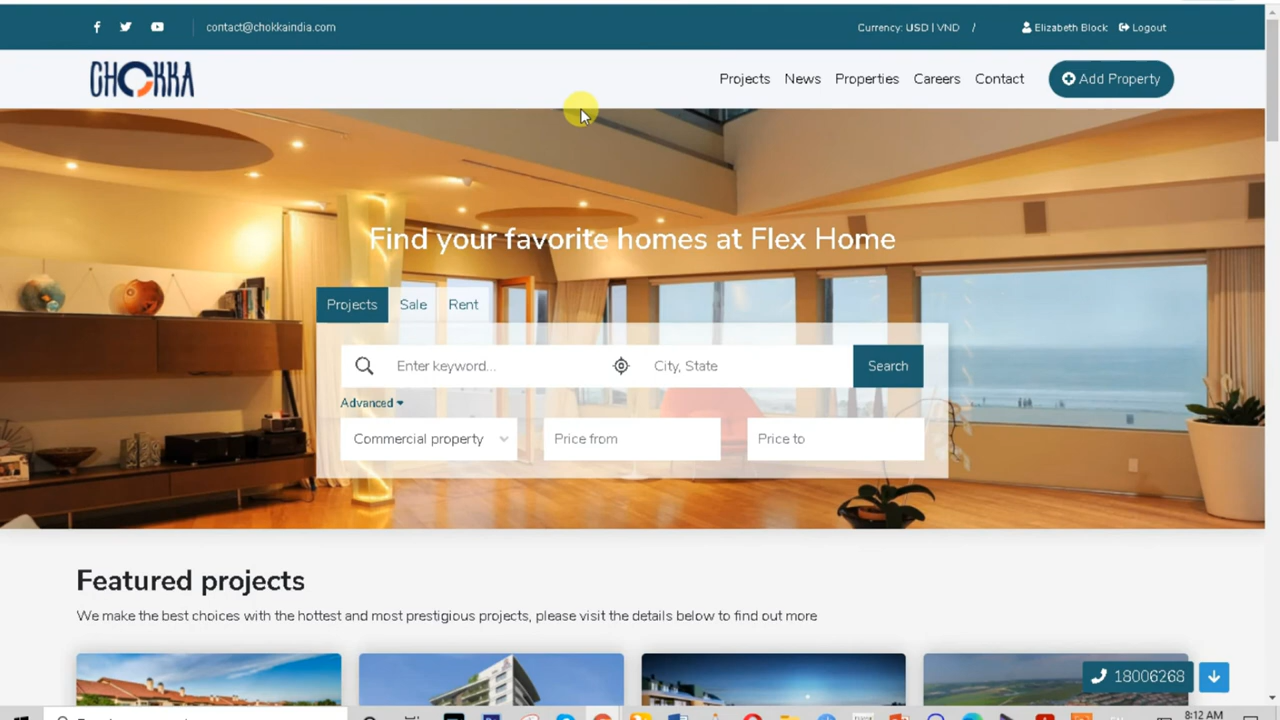 contact@chokkaindia.com
Currency: USD | VND /
Elizabeth Block
Logout
CHOKKA
Projects
News
Properties
Careers
Contact
Add Property
Find your favorite homes at Flex Home
Projects
Sale
Rent
Enter keyword...
City, State
Search
Advanced
Commercial property
Price from
Price to
Featured projects
We make the best choices with the hottest and most prestigious projects, please visit the details below to find out more
18006268
8:12 AM